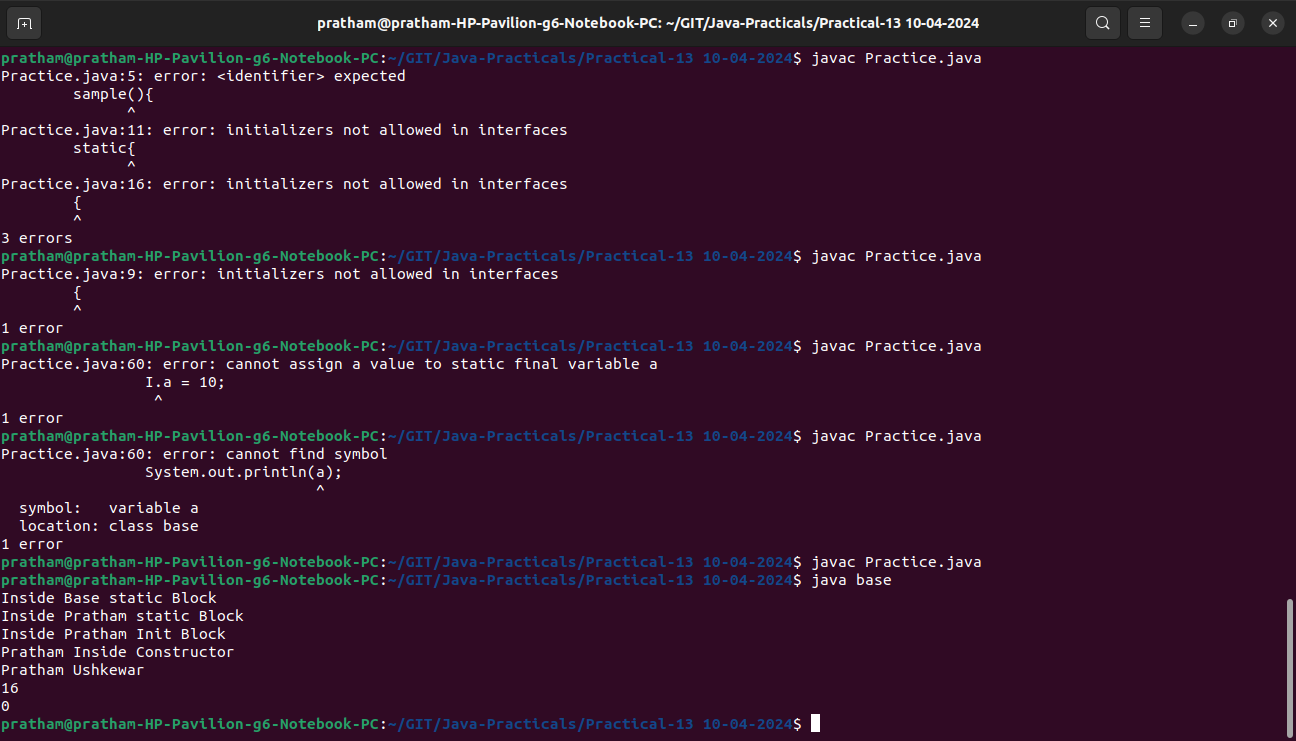 pratham@pratham-HP-Pavilion-g6-Notebook-PC: ~/GIT/Java-Practicals/Practical-13 10-04-2024
pratham@pratham-HP-Pavilion-g6-Notebook-PC:~/GIT/Java-Practicals/Practical-13 10-04-2024$ javac Practice.java
Practice.java:5: error: <identifier> expected
        sample(){
              ^
Practice.java:11: error: initializers not allowed in interfaces
        static{
              ^
Practice.java:16: error: initializers not allowed in interfaces
        {
        ^
3 errors
pratham@pratham-HP-Pavilion-g6-Notebook-PC:~/GIT/Java-Practicals/Practical-13 10-04-2024$ javac Practice.java
Practice.java:9: error: initializers not allowed in interfaces
        {
        ^
1 error
pratham@pratham-HP-Pavilion-g6-Notebook-PC:~/GIT/Java-Practicals/Practical-13 10-04-2024$ javac Practice.java
Practice.java:60: error: cannot assign a value to static final variable a
                I.a = 10;
                 ^
1 error
pratham@pratham-HP-Pavilion-g6-Notebook-PC:~/GIT/Java-Practicals/Practical-13 10-04-2024$ javac Practice.java
Practice.java:60: error: cannot find symbol
                System.out.println(a);
                                   ^
  symbol:   variable a
  location: class base
1 error
pratham@pratham-HP-Pavilion-g6-Notebook-PC:~/GIT/Java-Practicals/Practical-13 10-04-2024$ javac Practice.java
pratham@pratham-HP-Pavilion-g6-Notebook-PC:~/GIT/Java-Practicals/Practical-13 10-04-2024$ java base
Inside Base static Block
Inside Pratham static Block
Inside Pratham Init Block
Pratham Inside Constructor
Pratham Ushkewar
16
0
pratham@pratham-HP-Pavilion-g6-Notebook-PC:~/GIT/Java-Practicals/Practical-13 10-04-2024$